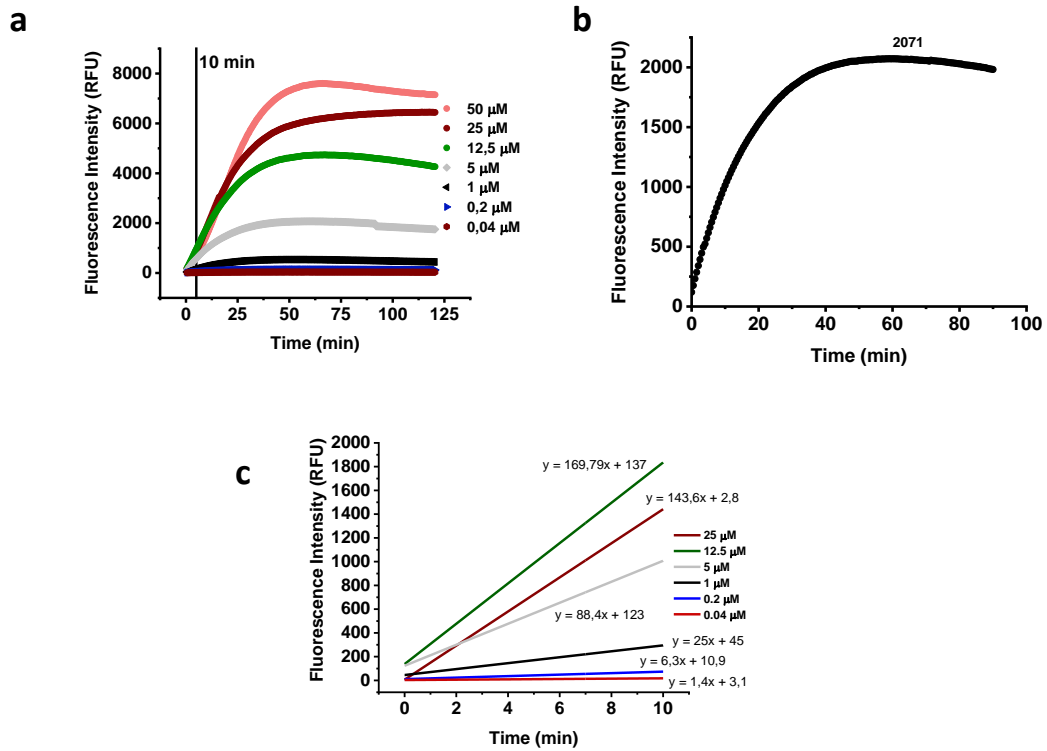 a
Fluorescence Intensity (RFU)
8000
6000
4000
2000
0
10 min
50 µM
25 µM
12,5 µM
5 µM
1 µM
0,2 µM
0,04 µM
0 25 50 75 100 125
Time (min)
b
Fluorescence Intensity (RFU)
2000
1500
1000
500
0
2071
0 20 40 60 80 100
Time (min)
c
Fluorescence Intensity (RFU)
2000
1800
1600
1400
1200
1000
800
600
400
200
0
y = 169,79x + 137
y = 143,6x + 2,8
y = 88,4x + 123
y = 25x + 45
y = 6,3x + 10,9
y = 1,4x + 3,1
25 µM
12.5 µM
5 µM
1 µM
0.2 µM
0.04 µM
0 2 4 6 8 10
Time (min)